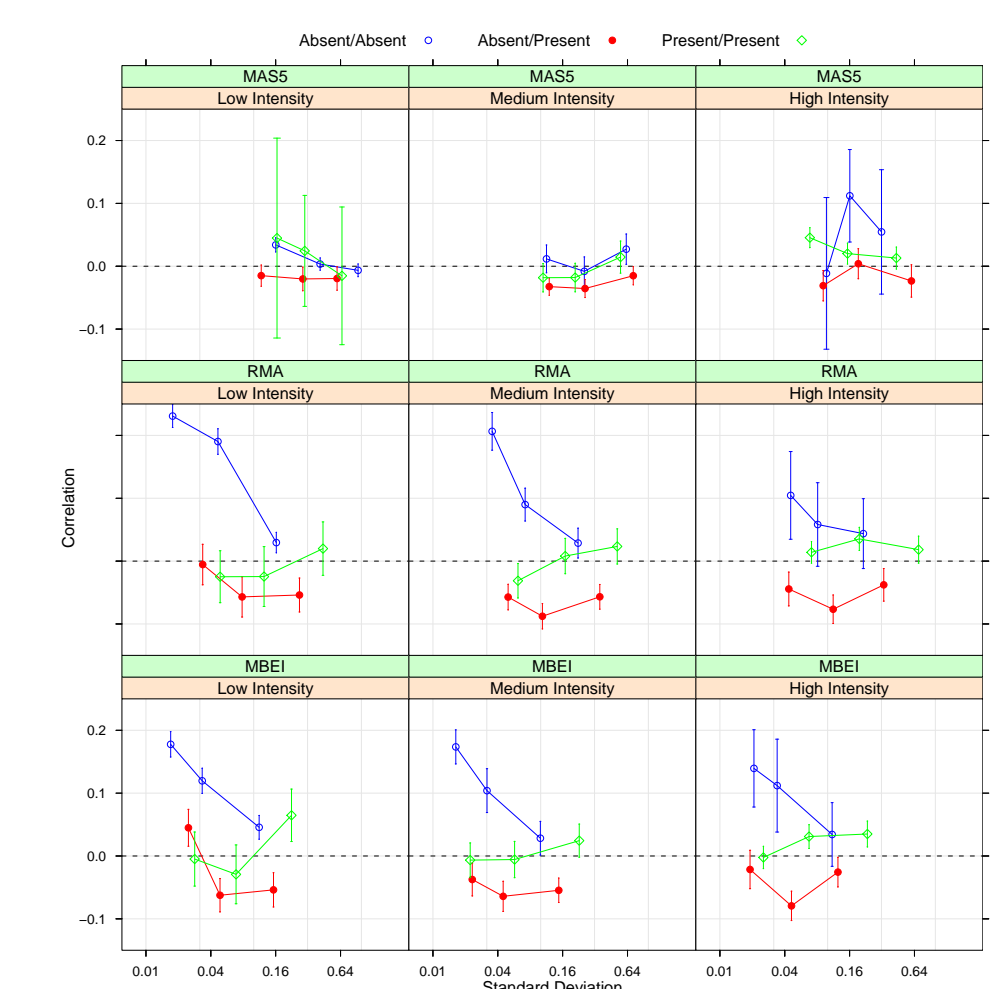 Absent/Absent Absent/Present Present/Present
MAS5 MAS5 MAS5
Low Intensity Medium Intensity High Intensity
0.2
0.1
0.0
−0.1
RMA RMA RMA
Low Intensity Medium Intensity High Intensity
Correlation
MBEI MBEI MBEI
Low Intensity Medium Intensity High Intensity
0.2
0.1
0.0
−0.1
0.01 0.04 0.16 0.64 0.01 0.04 0.16 0.64 0.01 0.04 0.16 0.64
Standard Deviation